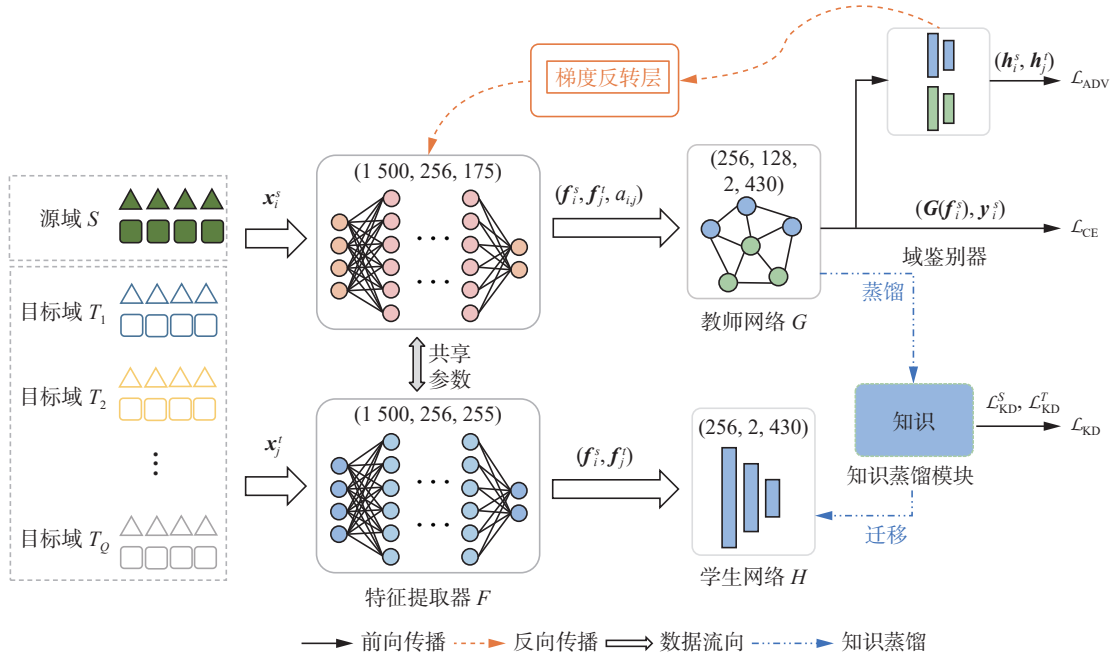 梯度反转层
(h_i^s, h_j^t)
ℒ_ADV
(1 500, 256, 175)
(256, 128,
2, 430)
源域 S
x_i^s
(f_i^s, f_j^t, a_{i,j})
(G(f_i^s), y_i^s)
ℒ_CE
域鉴别器
目标域 T_1
教师网络 G
蒸馏
共享
参数
目标域 T_2
(1 500, 256, 255)
(256, 2, 430)
知识
ℒ_KD^S, ℒ_KD^T
ℒ_KD
x_j^t
(f_i^s, f_j^t)
知识蒸馏模块
目标域 T_Q
迁移
特征提取器 F
学生网络 H
前向传播
反向传播
数据流向
知识蒸馏